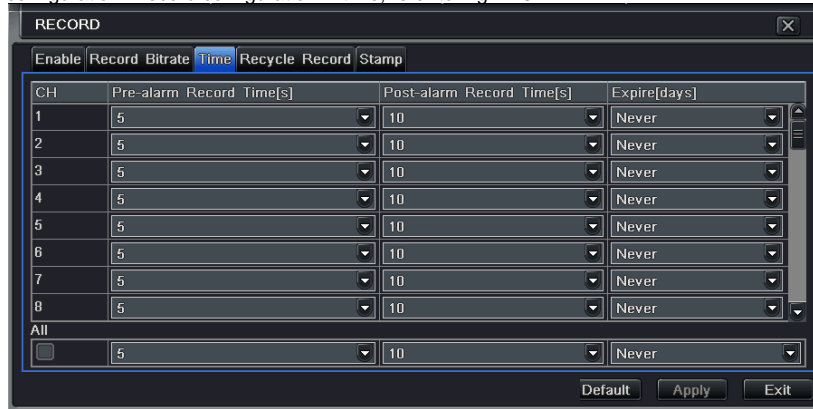 RECORD
Enable Record Bitrate Time Recycle Record Stamp
CH Pre-alarm Record Time[s] Post-alarm Record Time[s] Expire[days]
1 5 10 Never
2 5 10 Never
3 5 10 Never
4 5 10 Never
5 5 10 Never
6 5 10 Never
7 5 10 Never
8 5 10 Never
All
5 10 Never
Default Apply Exit